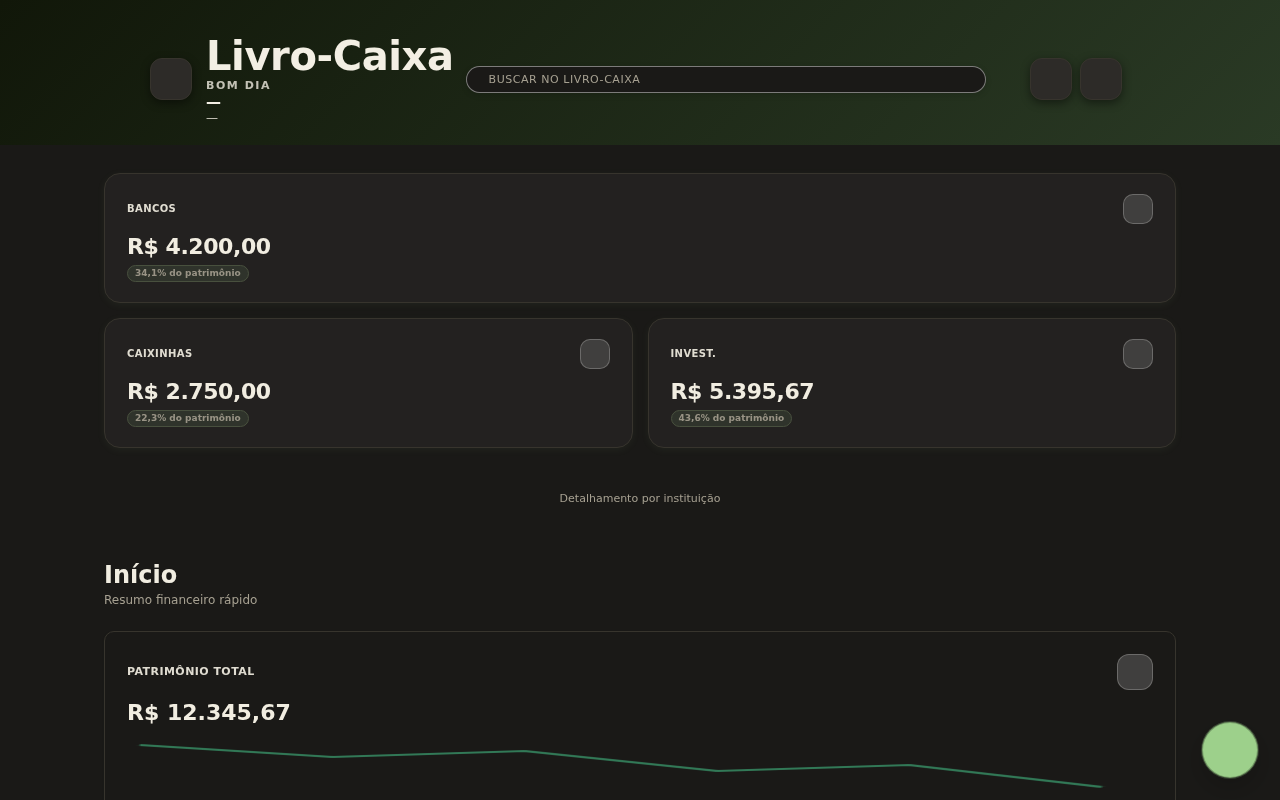 Livro-Caixa
BOM DIA
—
—
BUSCAR NO LIVRO-CAIXA
BANCOS
R$ 4.200,00
34,1% do patrimônio
CAIXINHAS
R$ 2.750,00
22,3% do patrimônio
INVEST.
R$ 5.395,67
43,6% do patrimônio
Detalhamento por instituição
Início
Resumo financeiro rápido
PATRIMÔNIO TOTAL
R$ 12.345,67